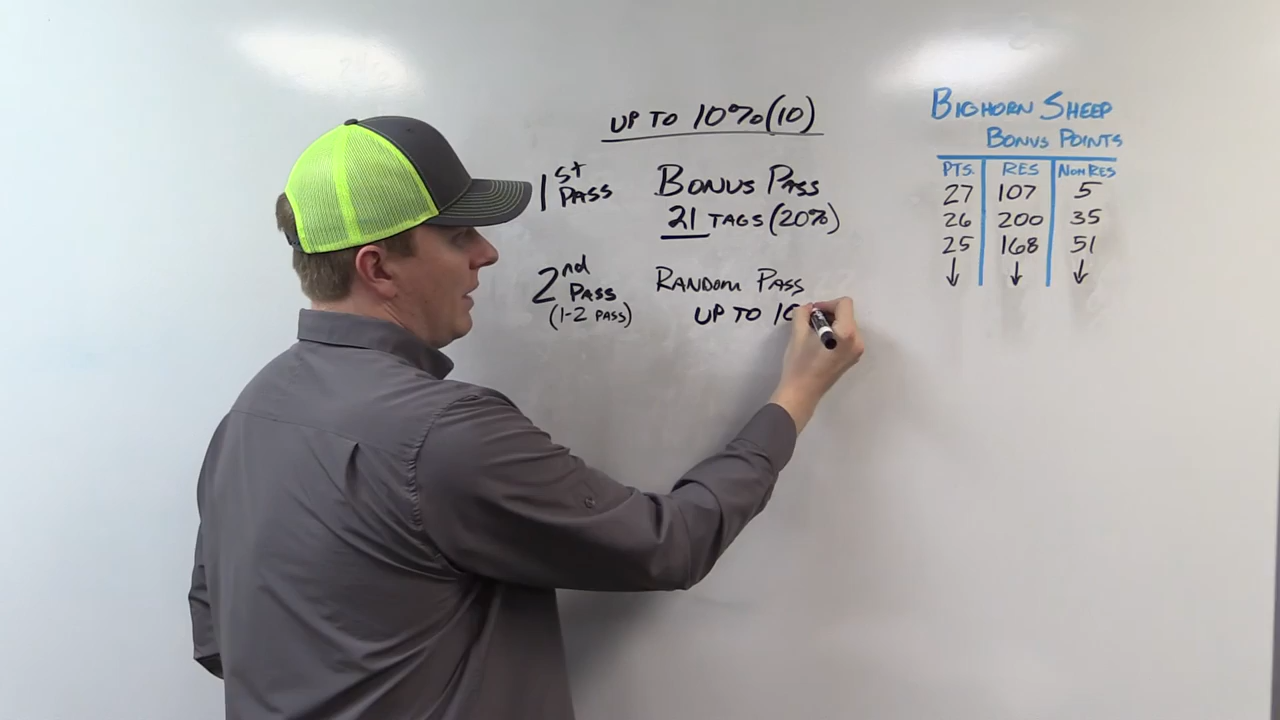 UP TO 10% (10)
1st PASS
BONUS PASS
21 TAGS (20%)
2nd PASS
(1-2 PASS)
RANDOM PASS
UP TO
BIGHORN SHEEP
BONUS POINTS
PTS. RES NON RES
27 107 5
26 200 35
25 168 51